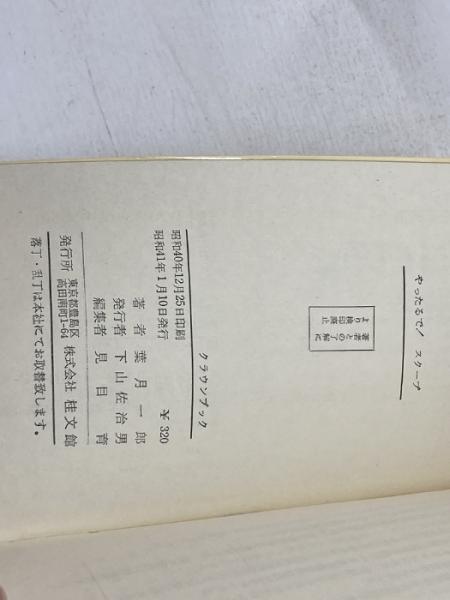 やったるで！ スクープ
著者との了解に
より検印廃止
クラウンブック
¥ 320
昭和40年12月25日印刷
昭和41年1月10日発行
著者 葉月一郎
発行者 下山佐治男
編集者 見目育
発行所 東京都豊島区高田南町1-64 株式会社 桂文館
落丁・乱丁は本社にてお取替致します。